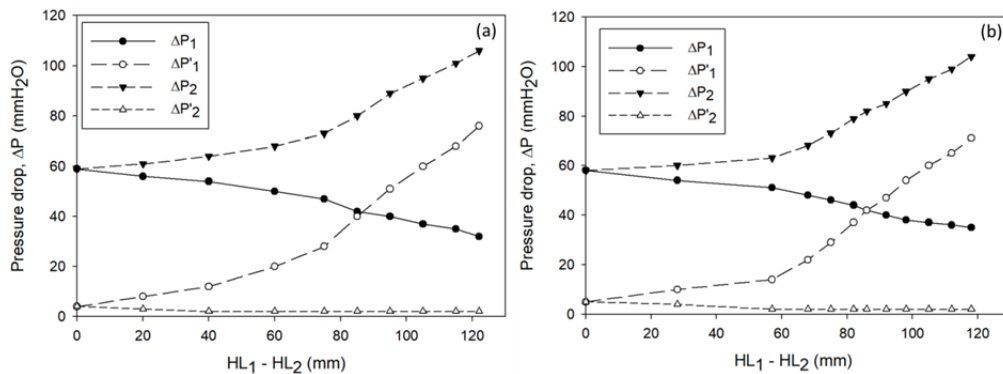 (a)
ΔP₁
ΔP'₁
ΔP₂
ΔP'₂
Pressure drop, ΔP (mmH₂O)
120
100
80
60
40
20
0
0 20 40 60 80 100 120
HL₁ - HL₂ (mm)
(b)
ΔP₁
ΔP'₁
ΔP₂
ΔP'₂
Pressure drop, ΔP (mmH₂O)
120
100
80
60
40
20
0
0 20 40 60 80 100 120
HL₁ - HL₂ (mm)